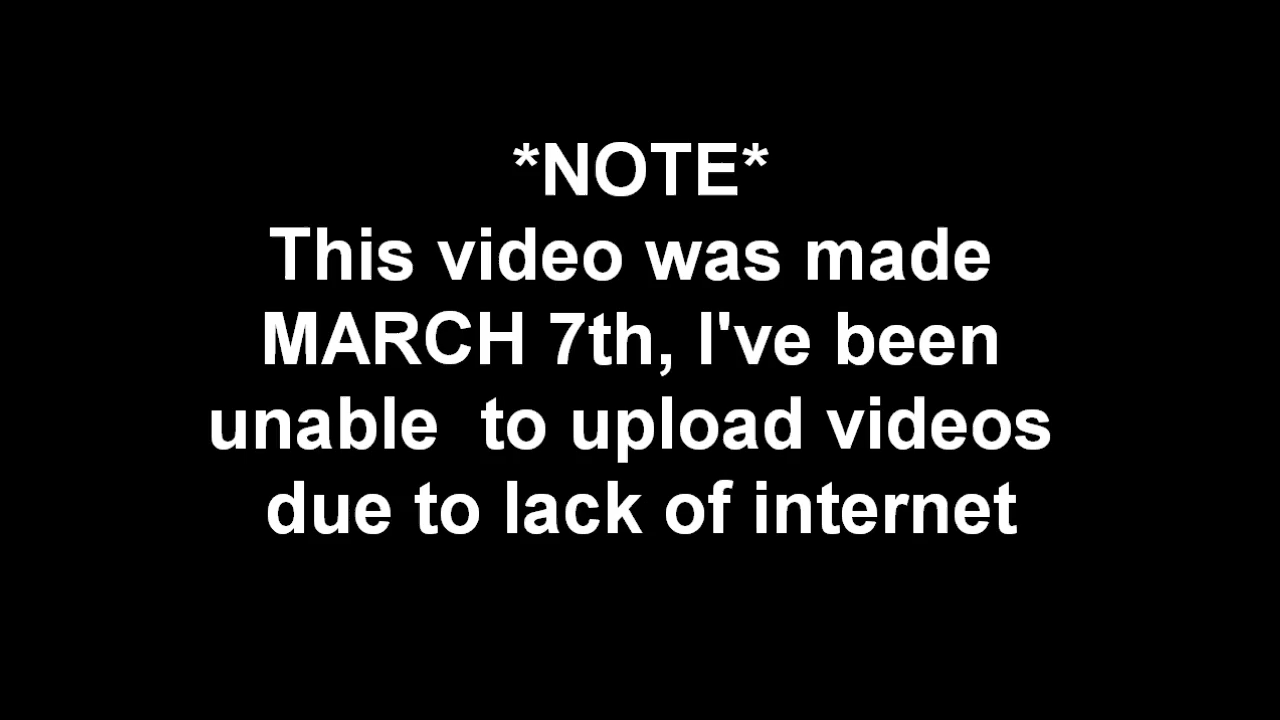 *NOTE*
This video was made
MARCH 7th, I've been
unable  to upload videos
due to lack of internet